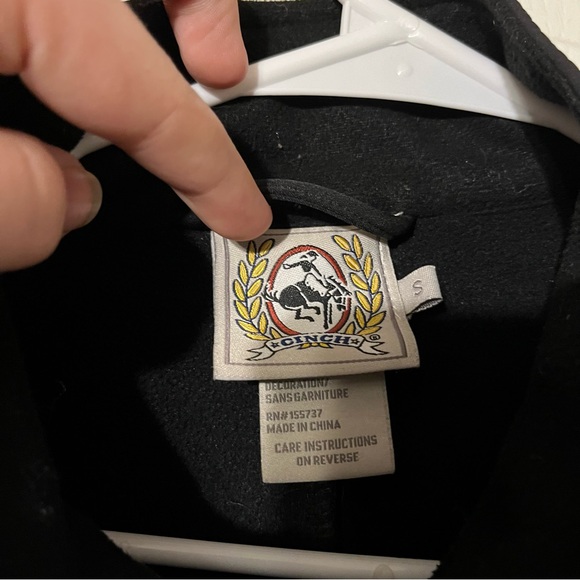 ★CINCH★ ®
S
DECORATION/
SANS GARNITURE
RN#155737
MADE IN CHINA
CARE INSTRUCTIONS
ON REVERSE